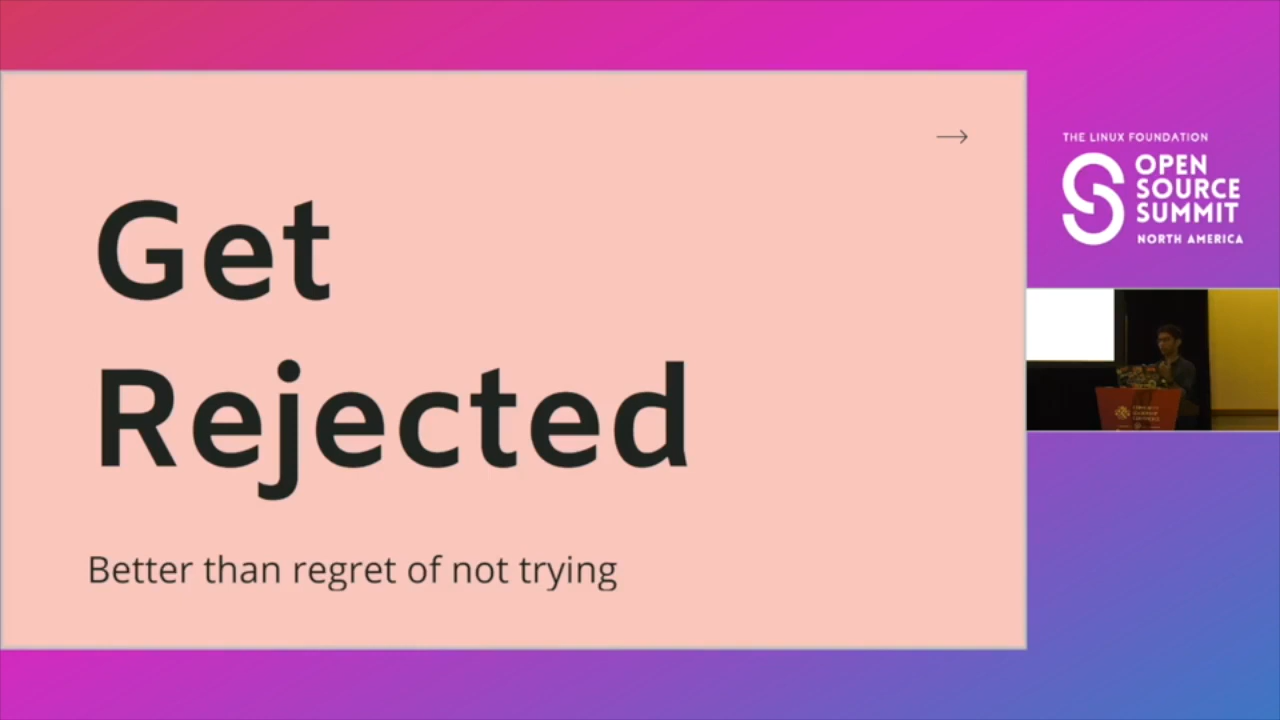 Get
Rejected
Better than regret of not trying
THE LINUX FOUNDATION
OPEN
SOURCE
SUMMIT
NORTH AMERICA